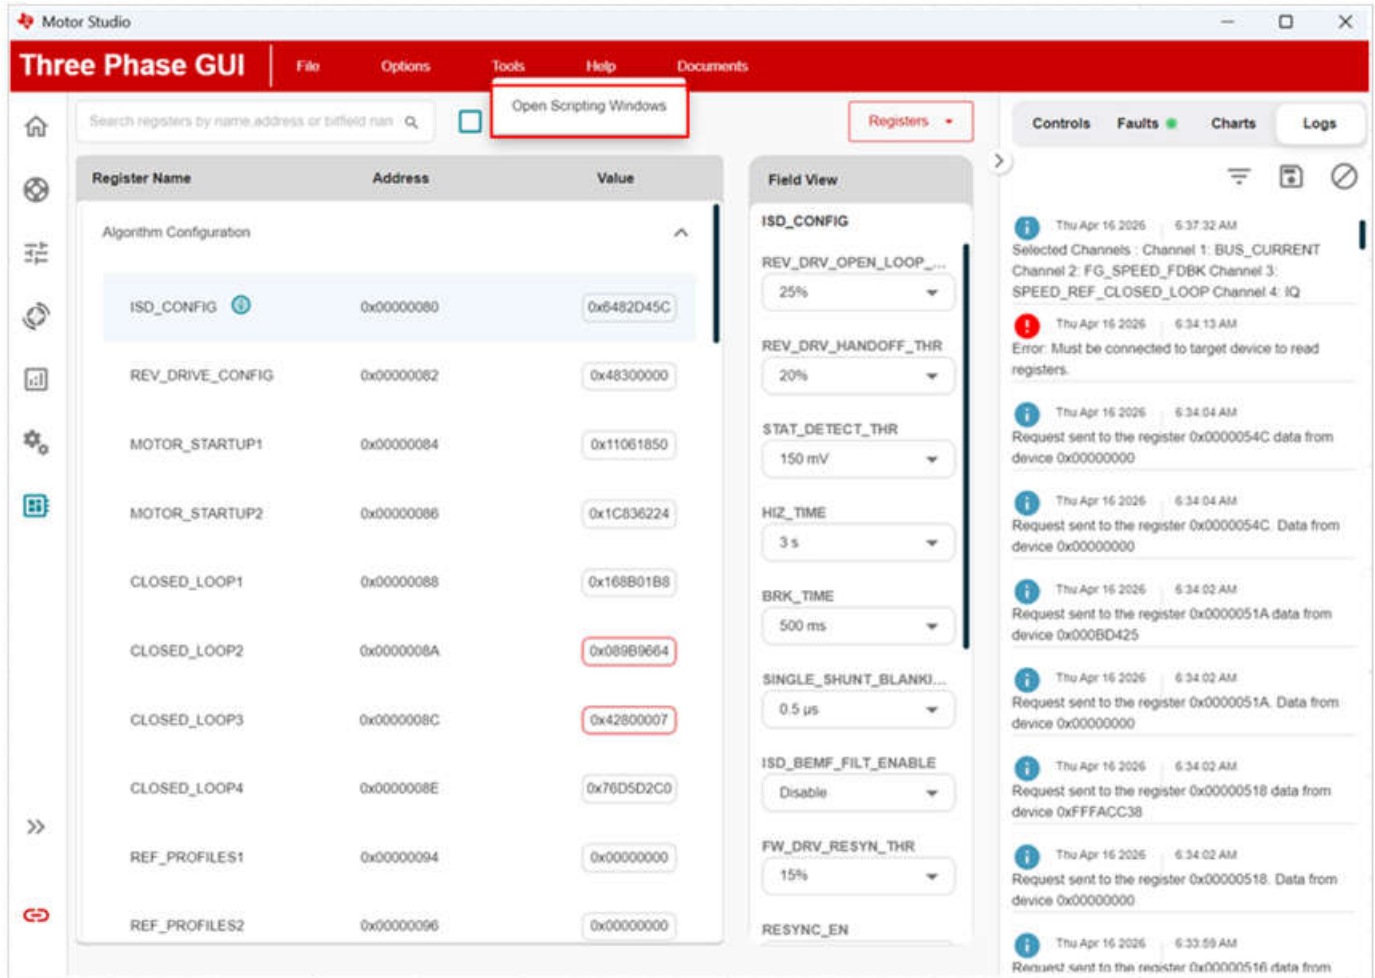 Motor Studio
Three Phase GUI
File Options Tools Help Documents
Open Scripting Windows
Search registers by name,address or bitfield nam
Registers
Controls Faults Charts Logs
Register Name Address Value
Algorithm Configuration
ISD_CONFIG 0x00000080 0x6482D45C
REV_DRIVE_CONFIG 0x00000082 0x48300000
MOTOR_STARTUP1 0x00000084 0x11061850
MOTOR_STARTUP2 0x00000086 0x1C836224
CLOSED_LOOP1 0x00000088 0x168B01B8
CLOSED_LOOP2 0x0000008A 0x089B9664
CLOSED_LOOP3 0x0000008C 0x42800007
CLOSED_LOOP4 0x0000008E 0x76D5D2C0
REF_PROFILES1 0x00000094 0x00000000
REF_PROFILES2 0x00000096 0x00000000
Field View
ISD_CONFIG
REV_DRV_OPEN_LOOP_...
25%
REV_DRV_HANDOFF_THR
20%
STAT_DETECT_THR
150 mV
HIZ_TIME
3 s
BRK_TIME
500 ms
SINGLE_SHUNT_BLANKI...
0.5 µs
ISD_BEMF_FILT_ENABLE
Disable
FW_DRV_RESYN_THR
15%
RESYNC_EN
Thu Apr 16 2026 6:37:32 AM
Selected Channels : Channel 1: BUS_CURRENT
Channel 2: FG_SPEED_FDBK Channel 3:
SPEED_REF_CLOSED_LOOP Channel 4: IQ
Thu Apr 16 2026 6:34:13 AM
Error: Must be connected to target device to read
registers.
Thu Apr 16 2026 6:34:04 AM
Request sent to the register 0x0000054C data from
device 0x00000000
Thu Apr 16 2026 6:34:04 AM
Request sent to the register 0x0000054C. Data from
device 0x00000000
Thu Apr 16 2026 6:34:02 AM
Request sent to the register 0x0000051A data from
device 0x000BD425
Thu Apr 16 2026 6:34:02 AM
Request sent to the register 0x0000051A. Data from
device 0x00000000
Thu Apr 16 2026 6:34:02 AM
Request sent to the register 0x00000518 data from
device 0xFFFACC38
Thu Apr 16 2026 6:34:02 AM
Request sent to the register 0x00000518. Data from
device 0x00000000
Thu Apr 16 2026 6:33:59 AM
Request sent to the register 0x00000516 data from